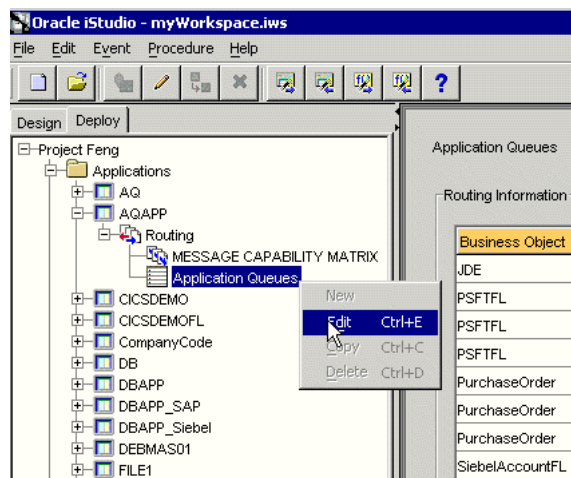 Oracle iStudio - myWorkspace.iws
File Edit Event Procedure Help
?
Design Deploy
Project Feng
Applications
AQ
AQAPP
Routing
MESSAGE CAPABILITY MATRIX
Application Queues
CICSDEMO
CICSDEMOFL
CompanyCode
DB
DBAPP
DBAPP_SAP
DBAPP_Siebel
DEBMAS01
FILE1
New
Edit Ctrl+E
Copy Ctrl+C
Delete Ctrl+D
Application Queues
Routing Information
Business Object
JDE
PSFTFL
PSFTFL
PSFTFL
PurchaseOrder
PurchaseOrder
PurchaseOrder
SiebelAccountFL